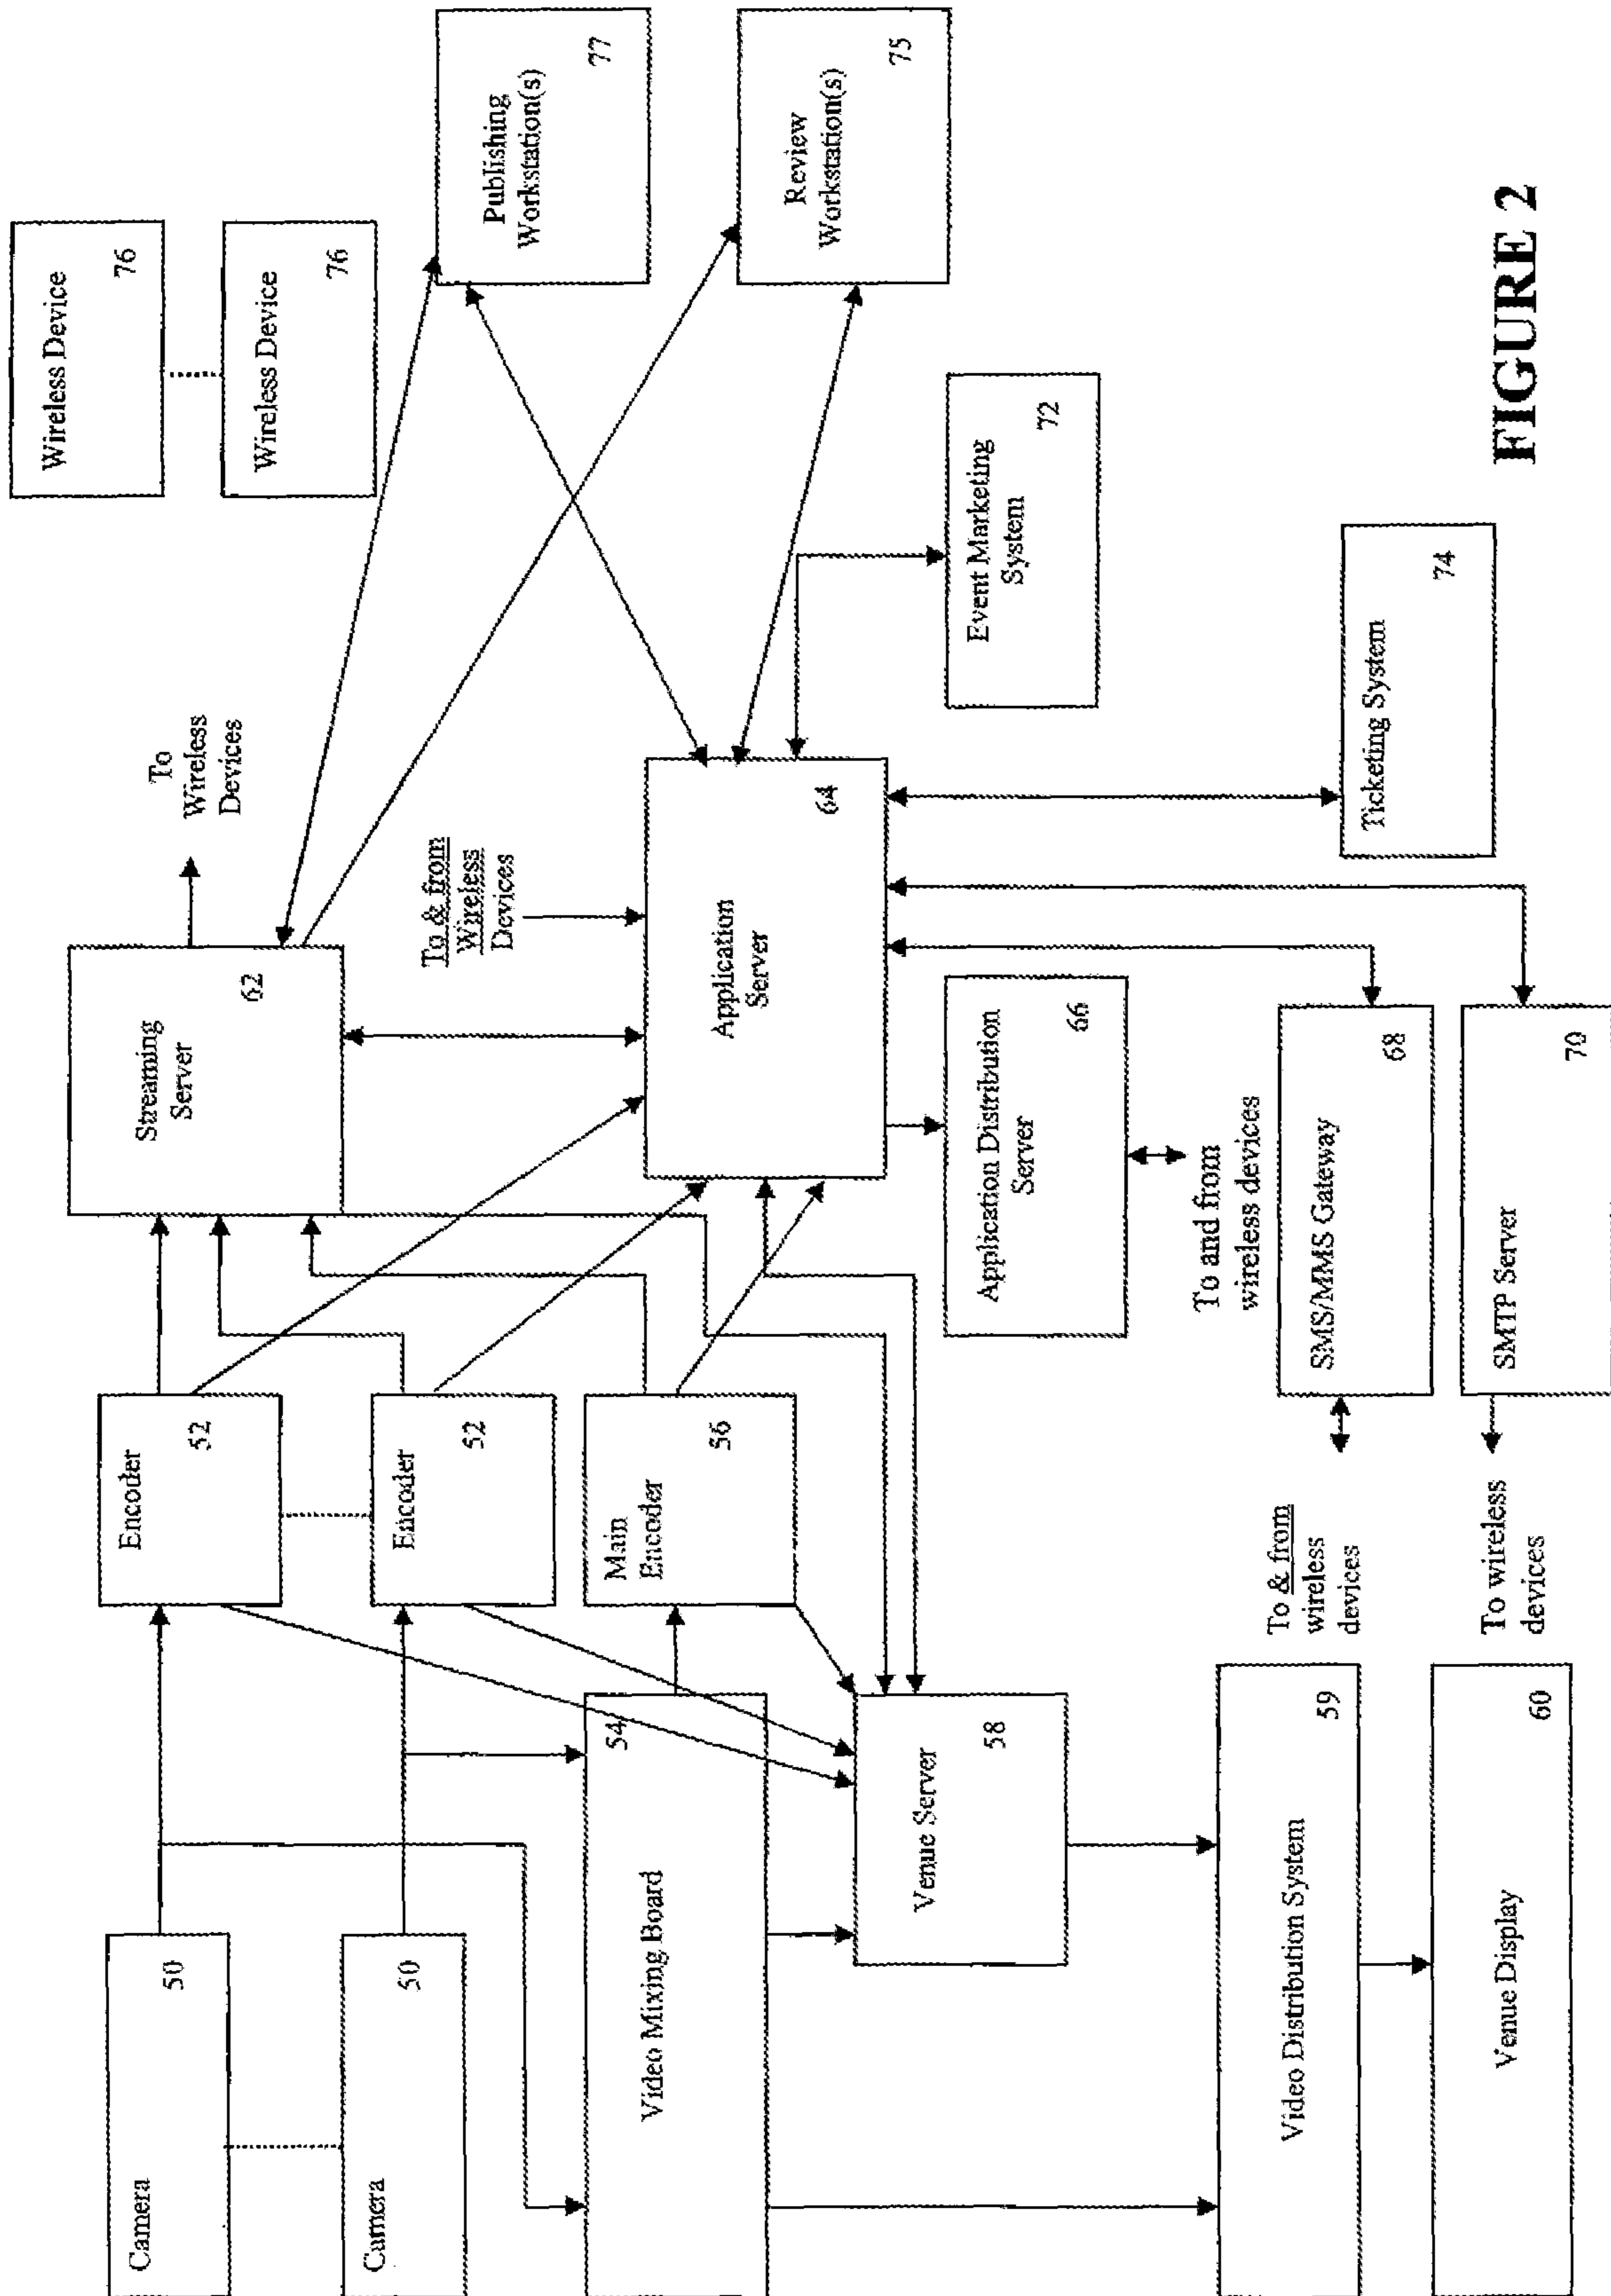 Camera
50
Camera
50
Encoder
52
Encoder
52
Video Mixing Board
54
Main
Encoder
56
Venue Server
58
Video Distribution System
59
Venue Display
60
Streaming
Server
62
To
Wireless
Devices
To & from
Wireless
Devices
Application
Server
64
Application Distribution
Server
66
To and from
wireless devices
SMS/MMS Gateway
68
To & from
wireless
devices
SMTP Server
70
To wireless
devices
Wireless Device
76
Wireless Device
76
Publishing
Workstation(s)
77
Review
Workstation(s)
75
Event Marketing
System
72
Ticketing System
74
FIGURE 2